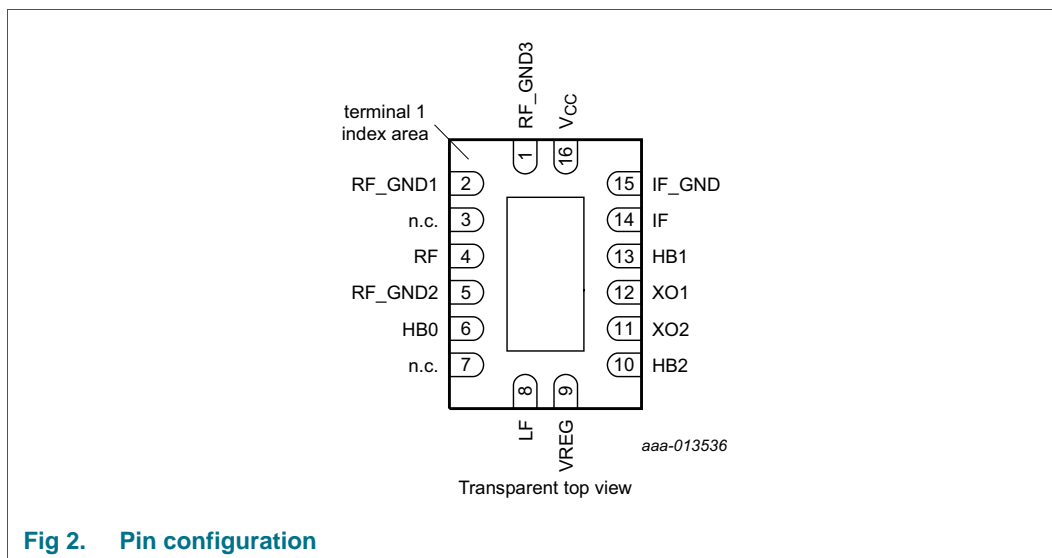 RF_GND3
VCC
terminal 1
index area
1
16
RF_GND1 2
15 IF_GND
n.c. 3
14 IF
RF 4
13 HB1
RF_GND2 5
12 XO1
HB0 6
11 XO2
n.c. 7
10 HB2
8
9
LF
VREG
aaa-013536
Transparent top view
Fig 2. Pin configuration